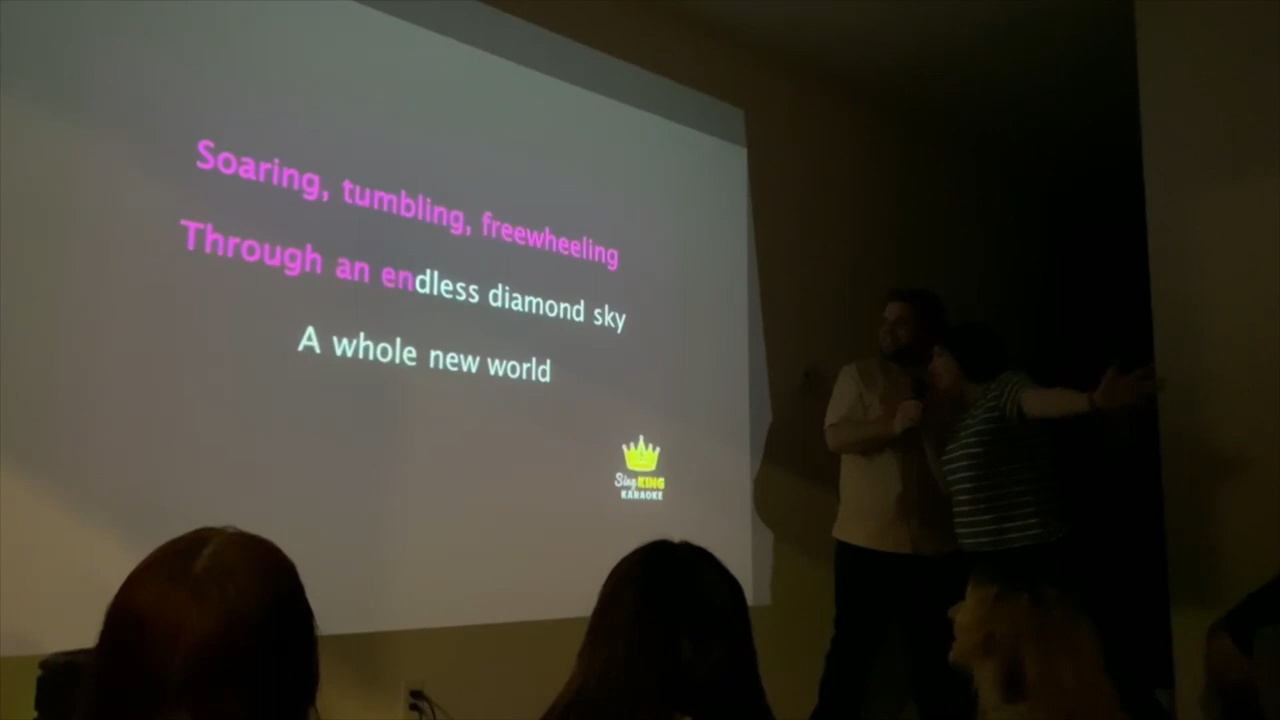 Soaring, tumbling, freewheeling
Through an endless diamond sky
A whole new world
Sing KING
KARAOKE